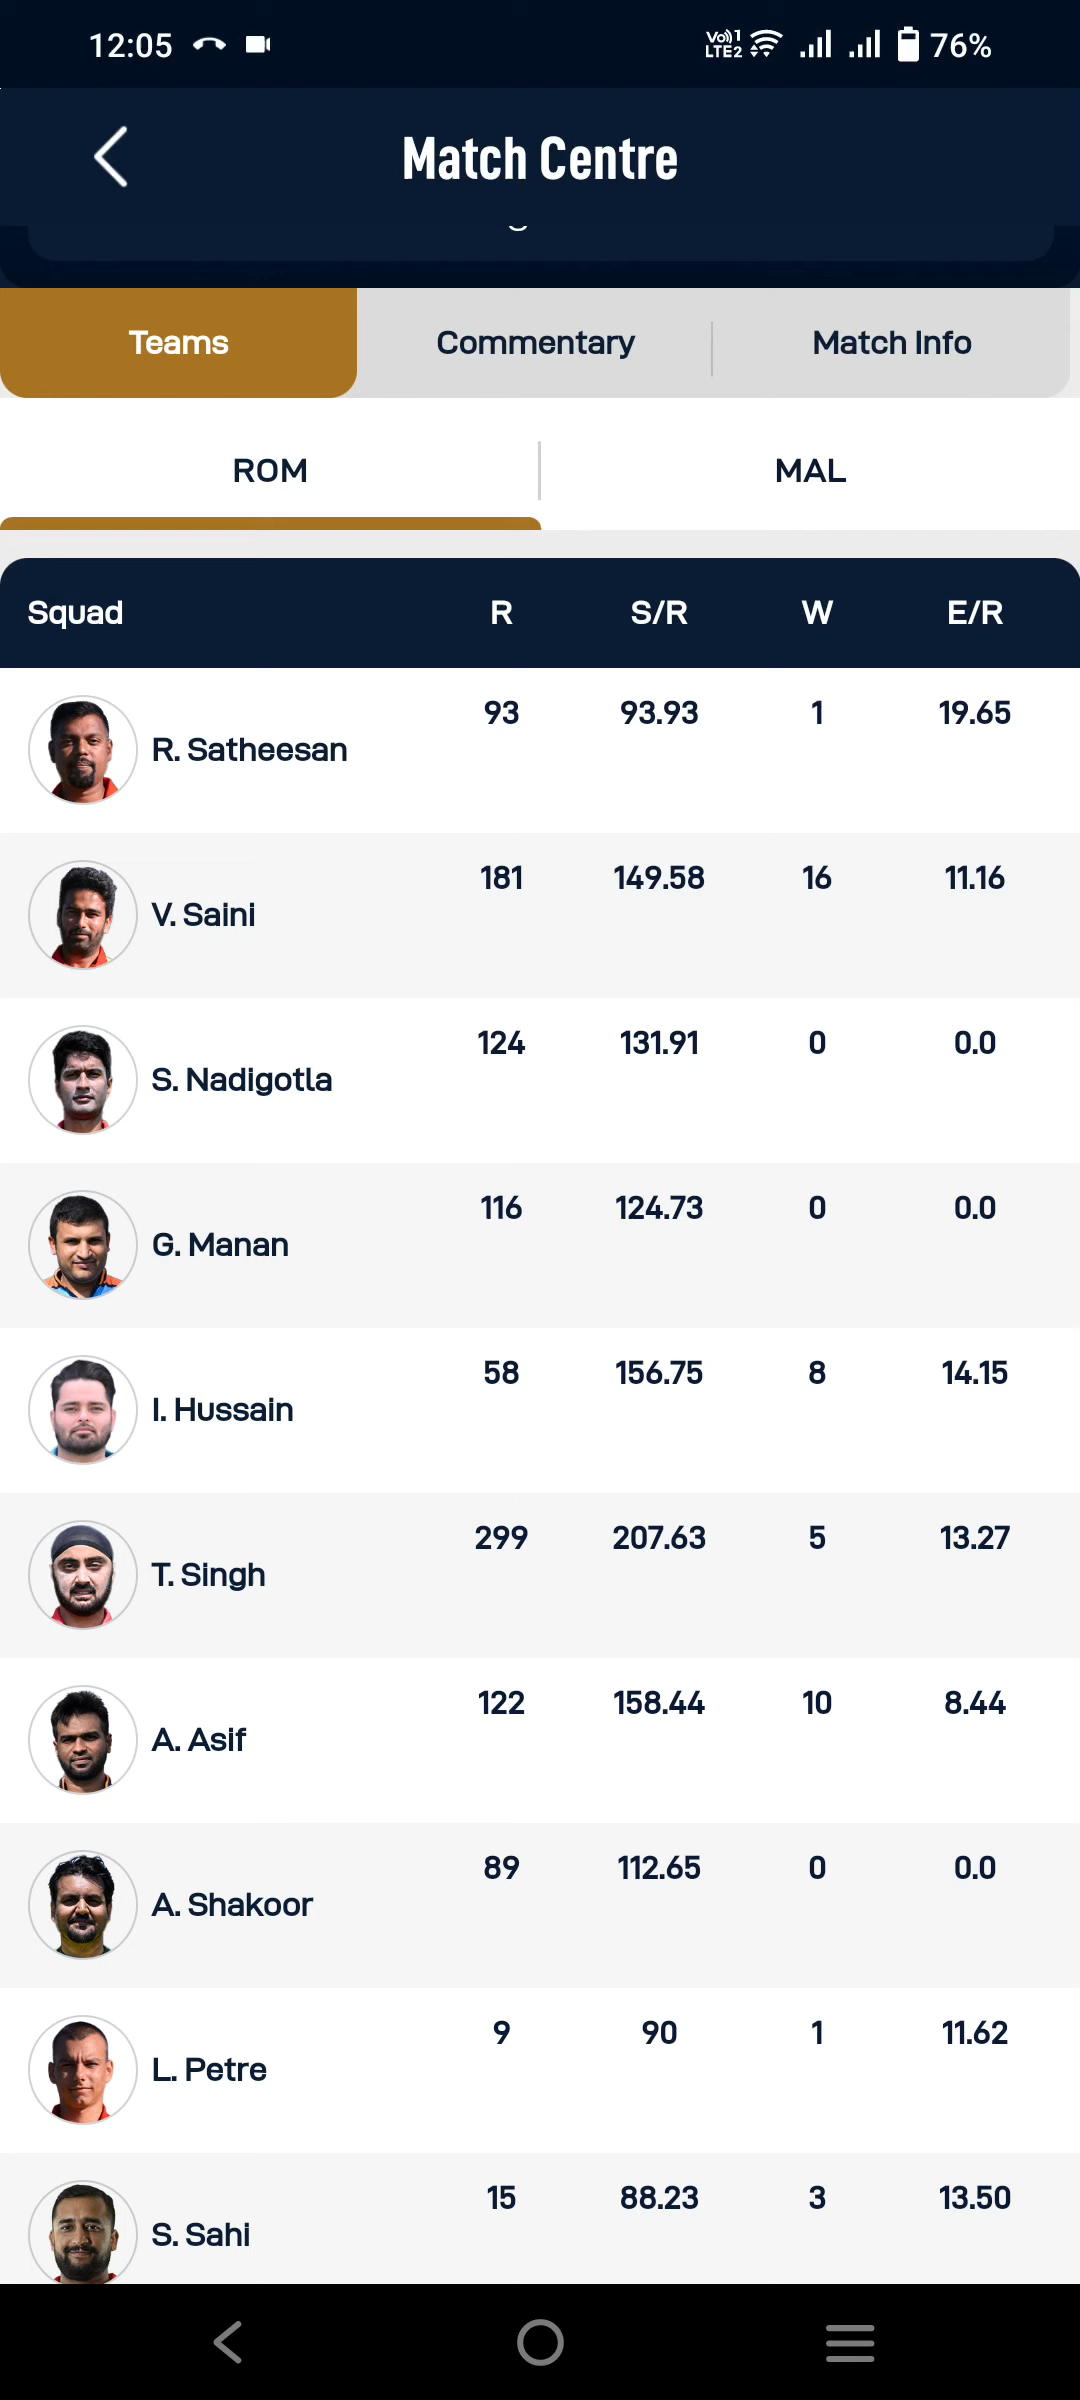 12:05 Vo)) 1 LTE2 76%
Match Centre
Teams Commentary Match Info
ROM MAL
Squad R S/R W E/R
R. Satheesan 93 93.93 1 19.65
V. Saini 181 149.58 16 11.16
S. Nadigotla 124 131.91 0 0.0
G. Manan 116 124.73 0 0.0
I. Hussain 58 156.75 8 14.15
T. Singh 299 207.63 5 13.27
A. Asif 122 158.44 10 8.44
A. Shakoor 89 112.65 0 0.0
L. Petre 9 90 1 11.62
S. Sahi 15 88.23 3 13.50